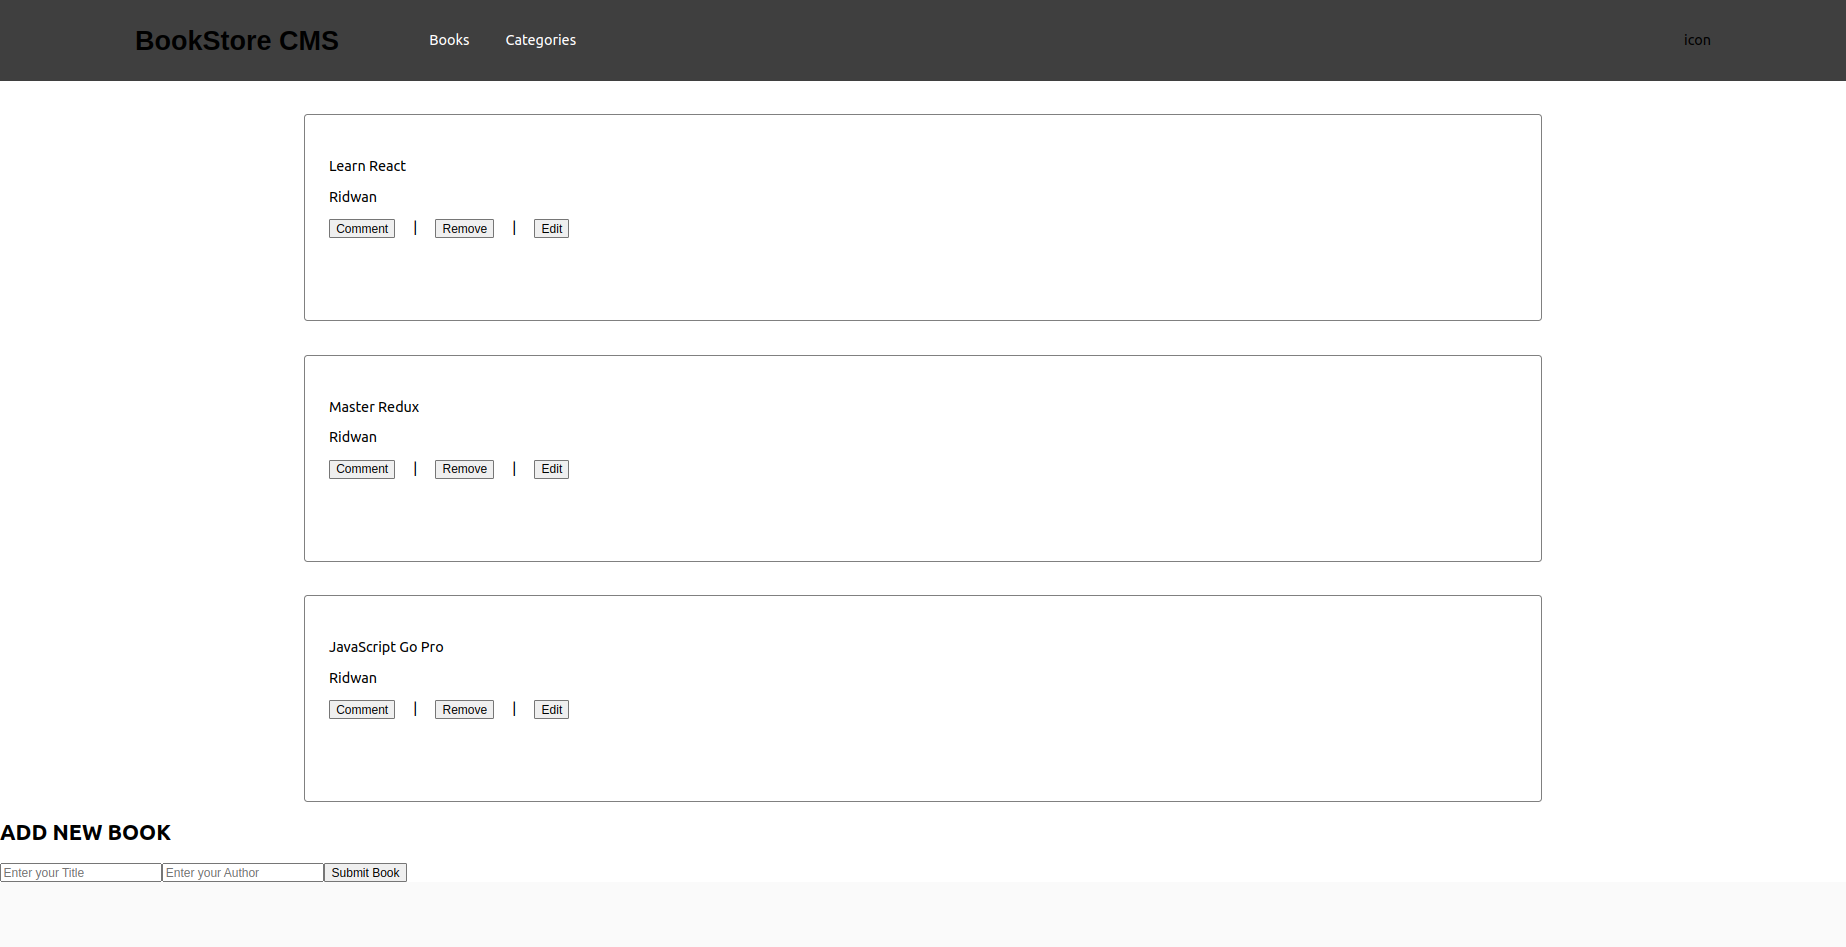 BookStore CMS Books Categories icon
Learn React
Ridwan
Comment | Remove | Edit
Master Redux
Ridwan
Comment | Remove | Edit
JavaScript Go Pro
Ridwan
Comment | Remove | Edit
ADD NEW BOOK
Enter your Title Enter your Author Submit Book